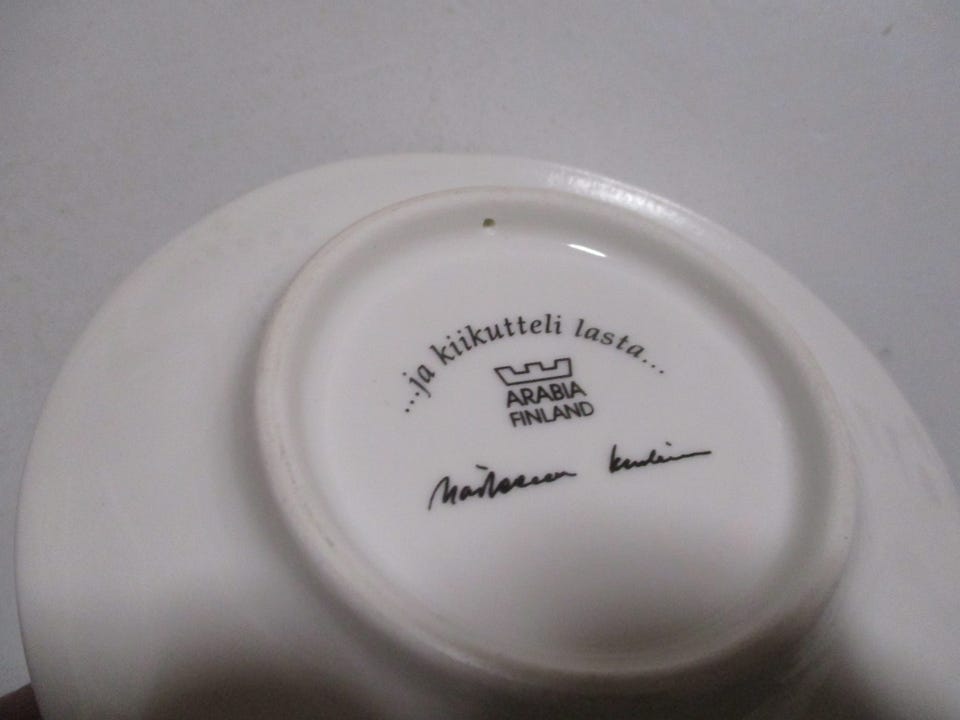 ...ja kiikutteli lasta...
ARABIA
FINLAND